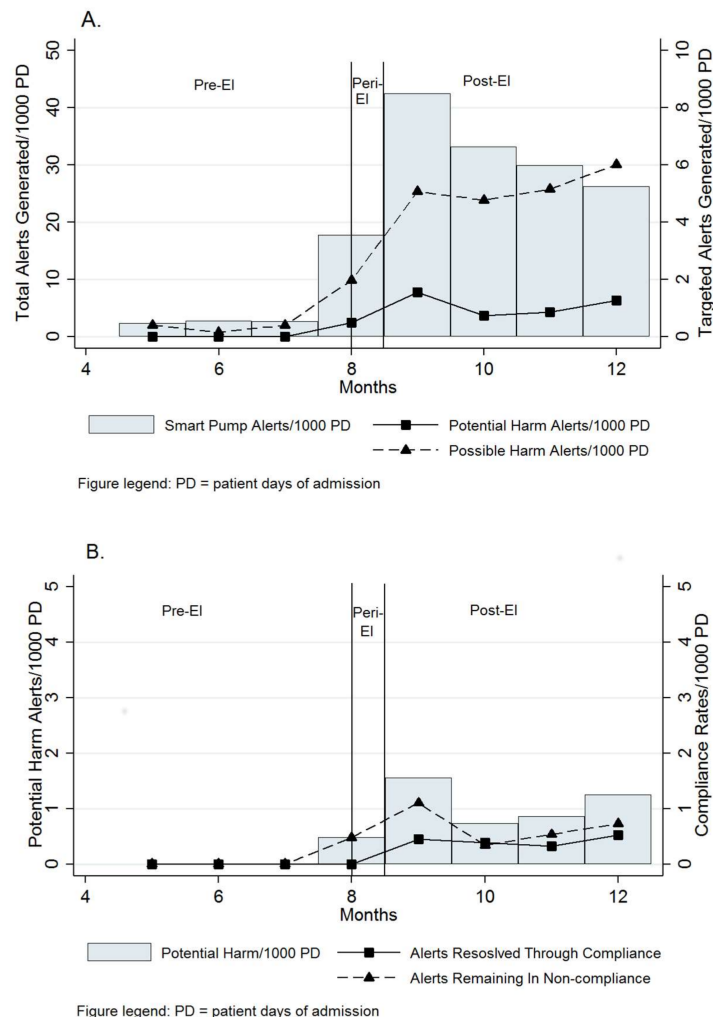 A.
Total Alerts Generated/1000 PD
50
40
30
20
10
0
Pre-EI
Peri-
EI
Post-EI
10
8
6
4
2
0
Targeted Alerts Generated/1000 PD
4
6
8
10
12
Months
Smart Pump Alerts/1000 PD
Potential Harm Alerts/1000 PD
Possible Harm Alerts/1000 PD
Figure legend: PD = patient days of admission
B.
Potential Harm Alerts/1000 PD
5
4
3
2
1
0
Pre-EI
Peri-
EI
Post-EI
5
4
3
2
1
0
Compliance Rates/1000 PD
4
6
8
10
12
Months
Potential Harm/1000 PD
Alerts Resoslved Through Compliance
Alerts Remaining In Non-compliance
Figure legend: PD = patient days of admission